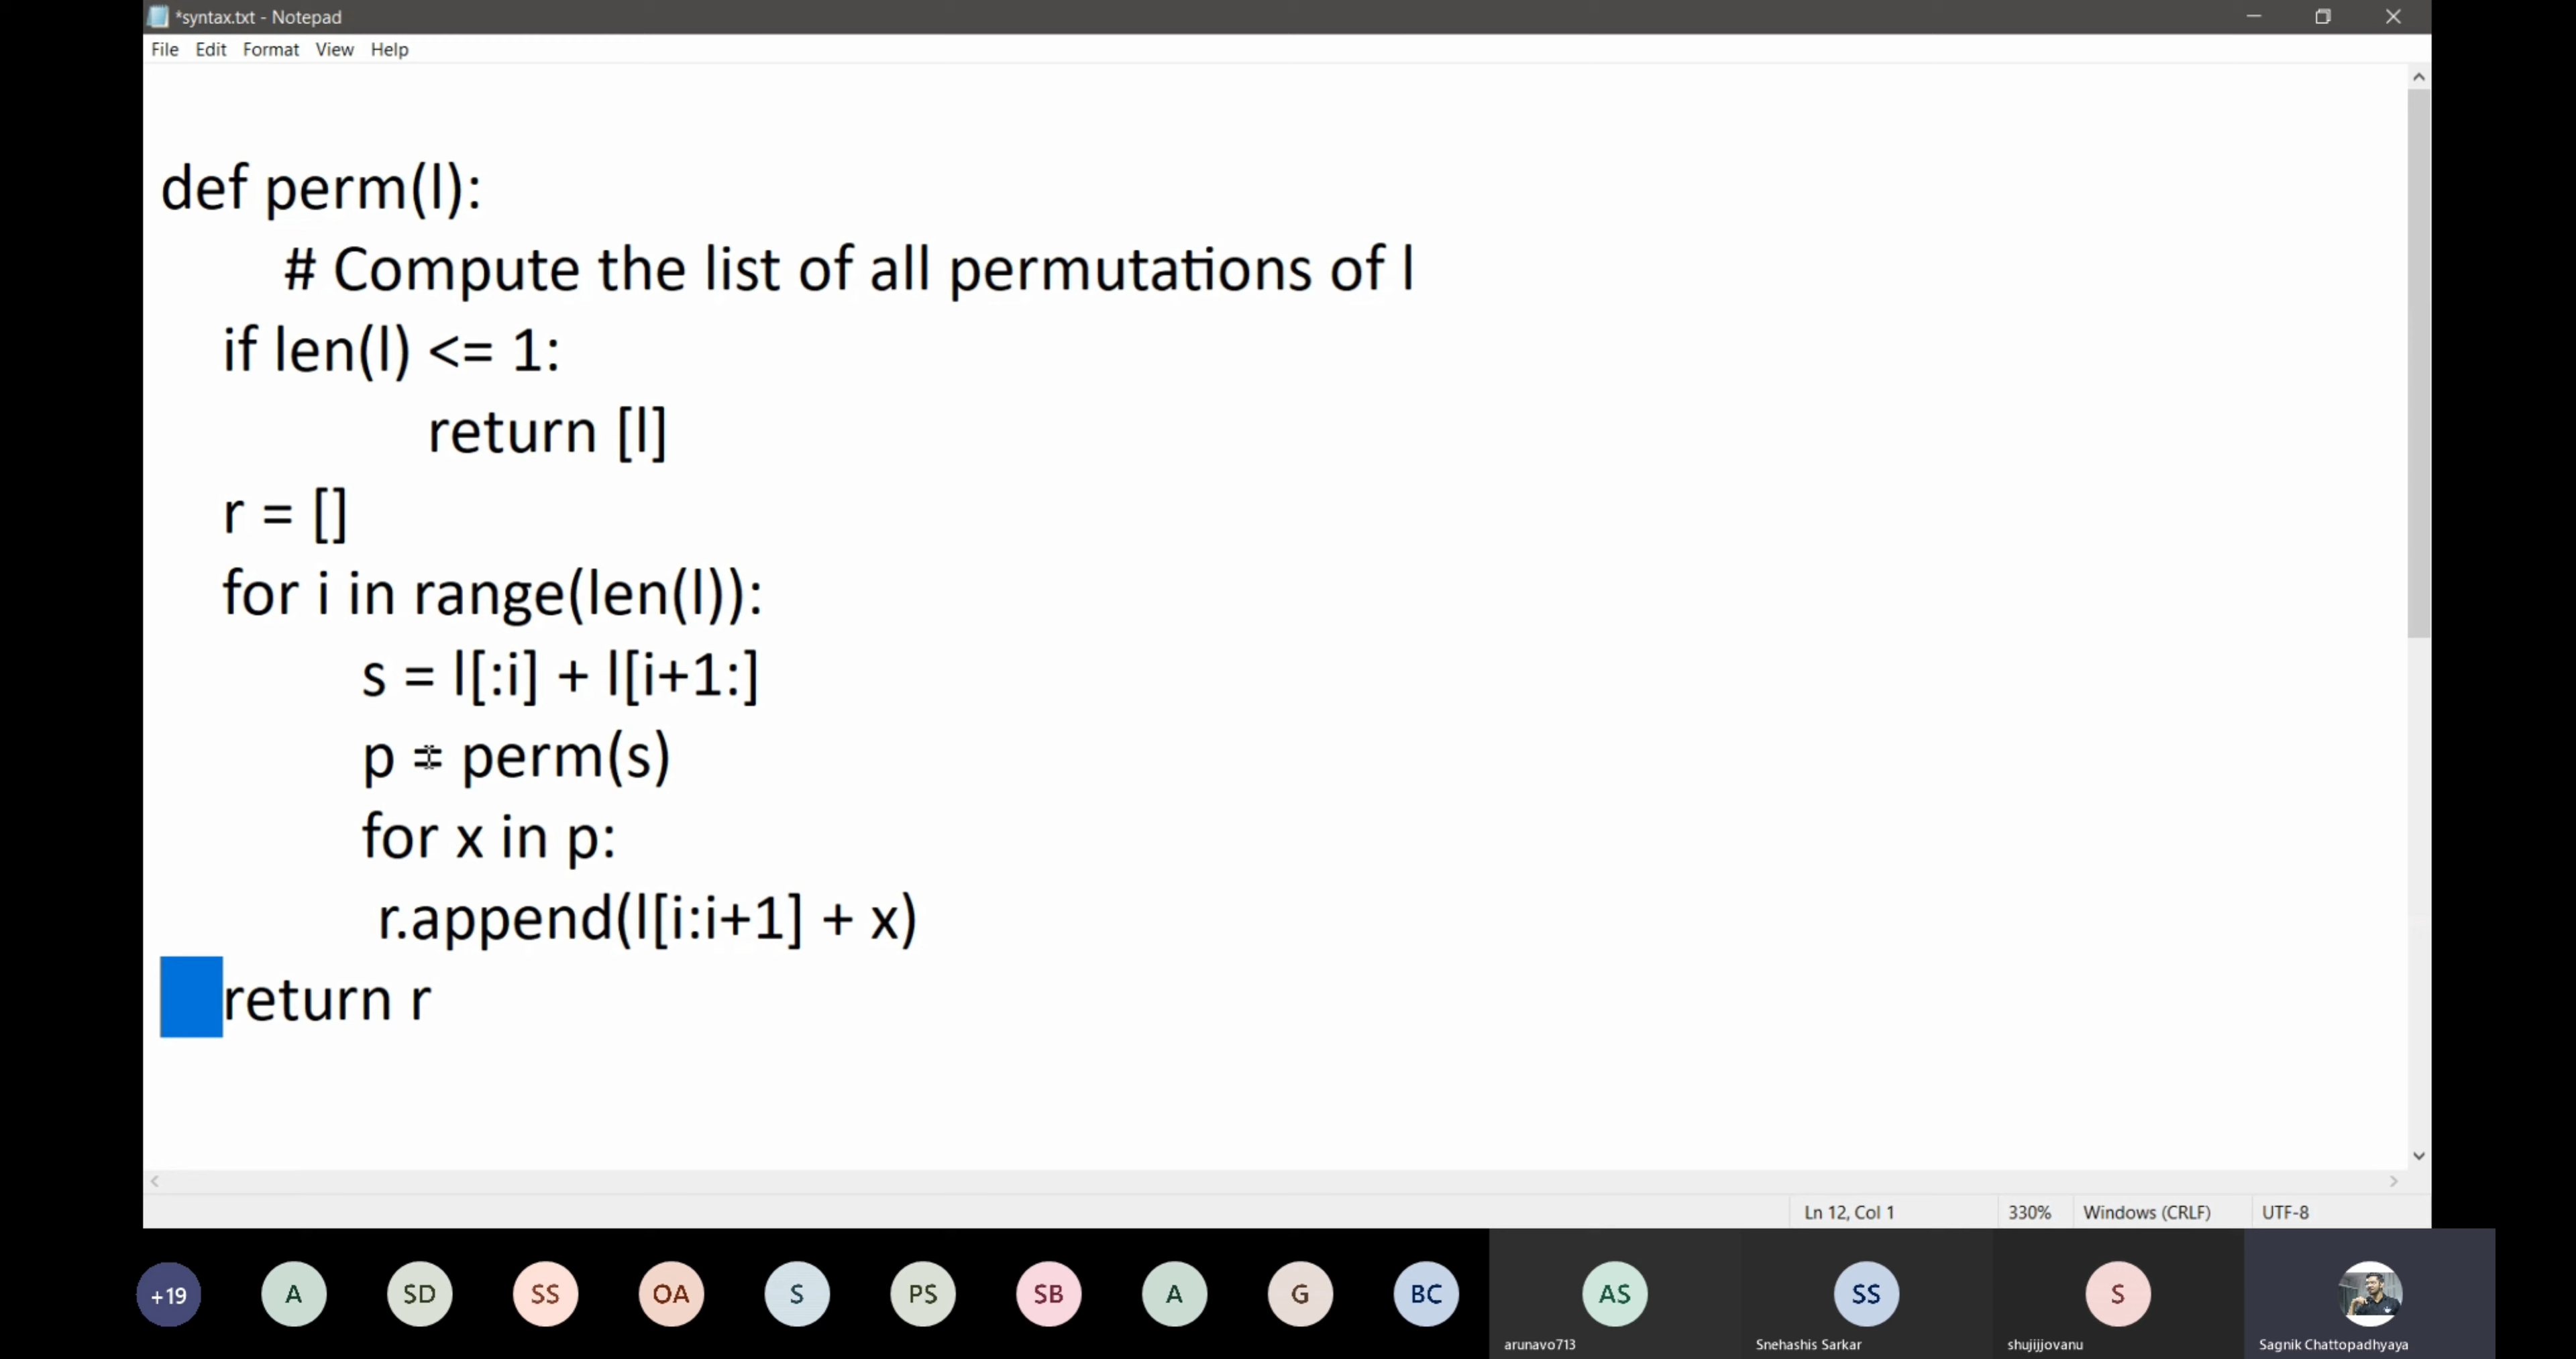 *syntax.txt - Notepad
File Edit Format View Help
def perm(l):
# Compute the list of all permutations of l
if len(l) <= 1:
return [l]
r = []
for i in range(len(l)):
s = l[:i] + l[i+1:]
p = perm(s)
for x in p:
r.append(l[i:i+1] + x)
return r
Ln 12, Col 1 330% Windows (CRLF) UTF-8
+19 A SD SS OA S PS SB A G BC AS SS S
arunavo713 Snehashis Sarkar shujijjovanu Sagnik Chattopadhyaya